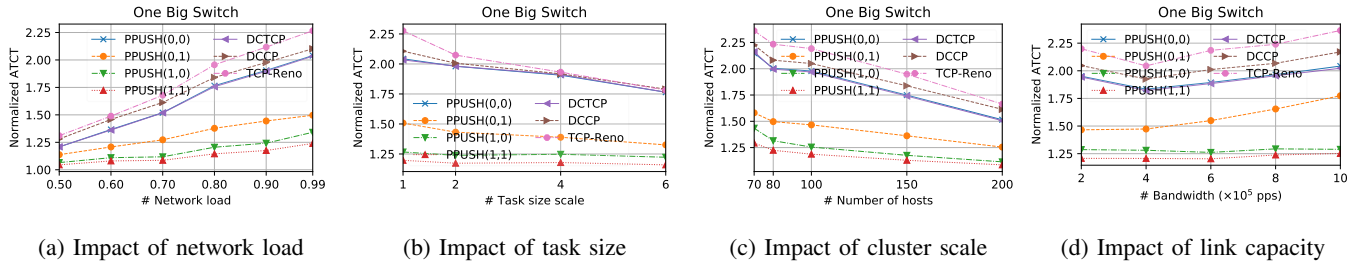 One Big Switch
Normalized ATCT
2.25
2.00
1.75
1.50
1.25
1.00
PPUSH(0,0)
PPUSH(0,1)
PPUSH(1,0)
PPUSH(1,1)
DCTCP
DCCP
TCP-Reno
0.50 0.60 0.70 0.80 0.90 0.99
# Network load
(a) Impact of network load
One Big Switch
Normalized ATCT
2.25
2.00
1.75
1.50
1.25
PPUSH(0,0)
PPUSH(0,1)
PPUSH(1,0)
PPUSH(1,1)
DCTCP
DCCP
TCP-Reno
1 2 4 6
# Task size scale
(b) Impact of task size
One Big Switch
Normalized ATCT
2.25
2.00
1.75
1.50
1.25
PPUSH(0,0)
PPUSH(0,1)
PPUSH(1,0)
PPUSH(1,1)
DCTCP
DCCP
TCP-Reno
70 80 100 150 200
# Number of hosts
(c) Impact of cluster scale
One Big Switch
Normalized ATCT
2.25
2.00
1.75
1.50
1.25
PPUSH(0,0)
PPUSH(0,1)
PPUSH(1,0)
PPUSH(1,1)
DCTCP
DCCP
TCP-Reno
2 4 6 8 10
# Bandwidth (×10⁵ pps)
(d) Impact of link capacity